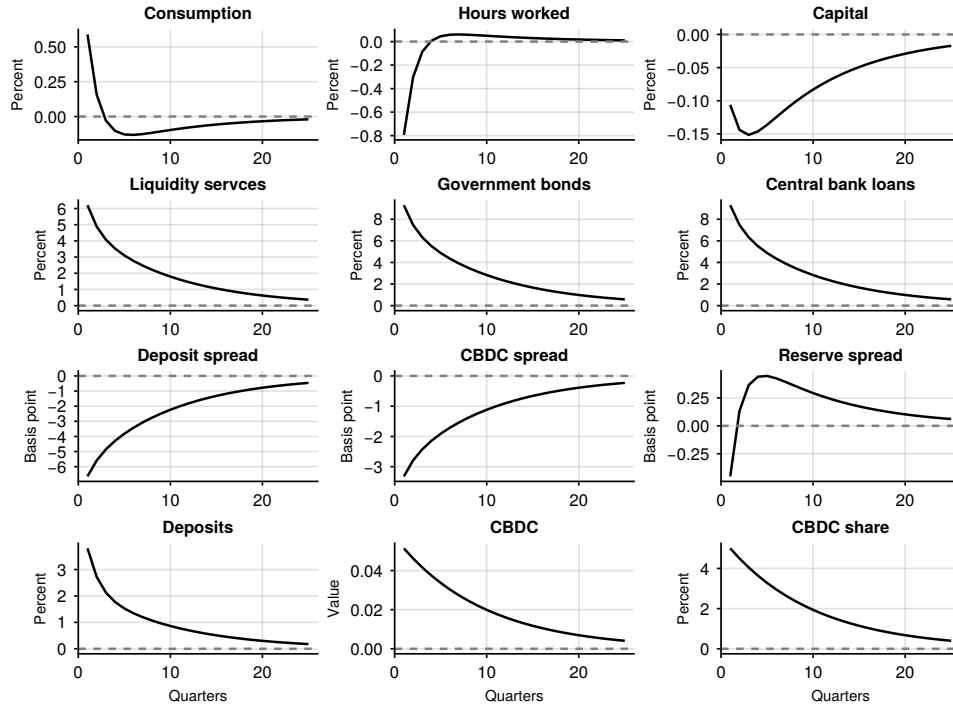 Consumption Hours worked Capital
Percent 0.50 0.25 0.00 0 10 20
Percent 0.0 −0.2 −0.4 −0.6 −0.8 0 10 20
Percent 0.00 −0.05 −0.10 −0.15 0 10 20
Liquidity servces Government bonds Central bank loans
Percent 6 5 4 3 2 1 0 0 10 20
Percent 8 6 4 2 0 0 10 20
Percent 8 6 4 2 0 0 10 20
Deposit spread CBDC spread Reserve spread
Basis point 0 −1 −2 −3 −4 −5 −6 0 10 20
Basis point 0 −1 −2 −3 0 10 20
Basis point 0.25 0.00 −0.25 0 10 20
Deposits CBDC CBDC share
Percent 3 2 1 0 0 10 20
Value 0.04 0.02 0.00 0 10 20
Percent 4 2 0 0 10 20
Quarters Quarters Quarters